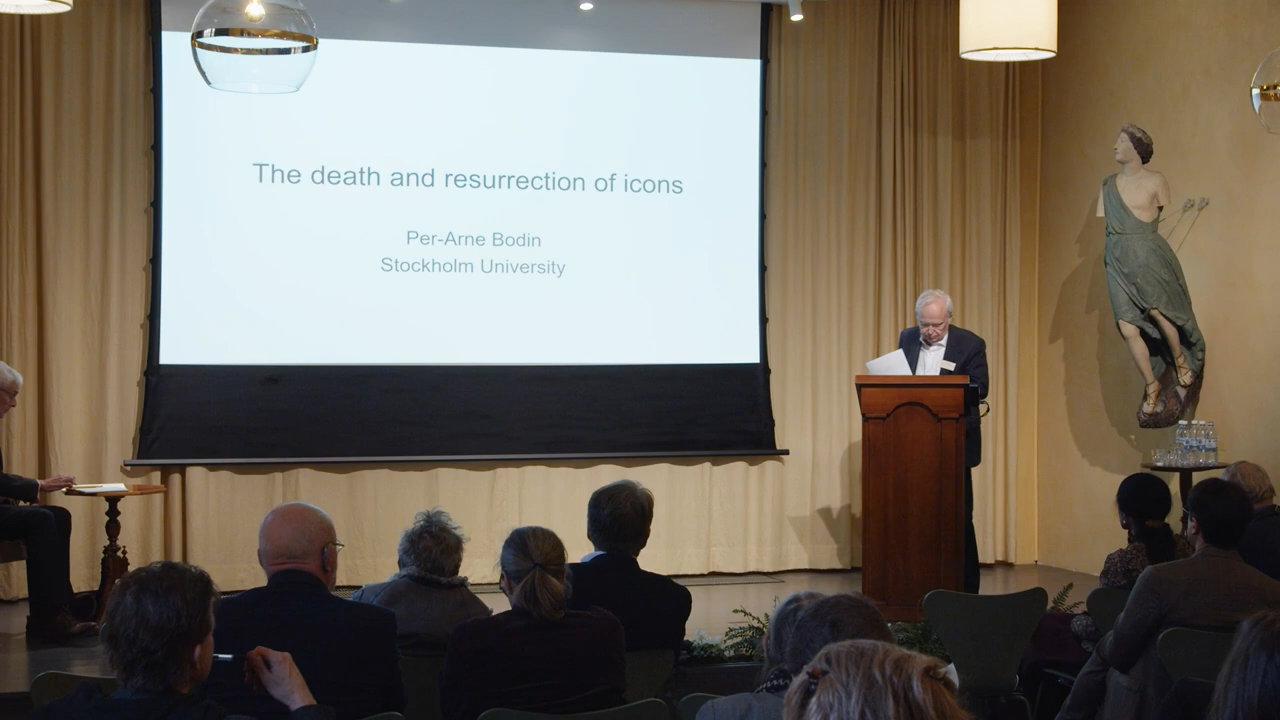 The death and resurrection of icons
Per-Arne Bodin
Stockholm University